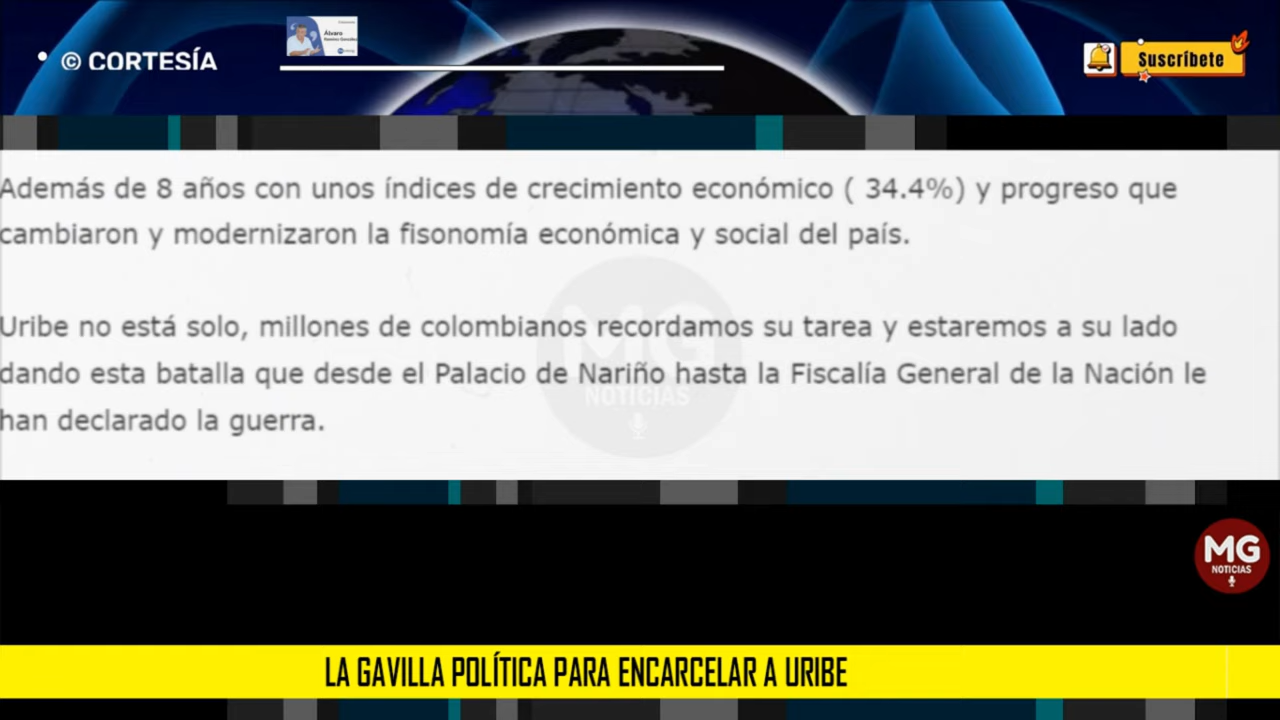 © CORTESÍA
Álvaro
Suscríbete
Además de 8 años con unos índices de crecimiento económico ( 34.4%) y progreso que
cambiaron y modernizaron la fisonomía económica y social del país.
Uribe no está solo, millones de colombianos recordamos su tarea y estaremos a su lado
dando esta batalla que desde el Palacio de Nariño hasta la Fiscalía General de la Nación le
han declarado la guerra.
MG
NOTICIAS
MG
NOTICIAS
LA GAVILLA POLÍTICA PARA ENCARCELAR A URIBE